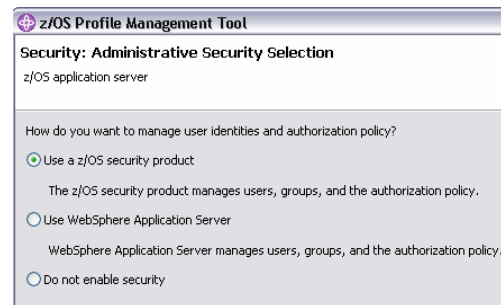 z/OS Profile Management Tool
Security: Administrative Security Selection
z/OS application server
How do you want to manage user identities and authorization policy?
Use a z/OS security product
The z/OS security product manages users, groups, and the authorization policy.
Use WebSphere Application Server
WebSphere Application Server manages users, groups, and the authorization policy.
Do not enable security